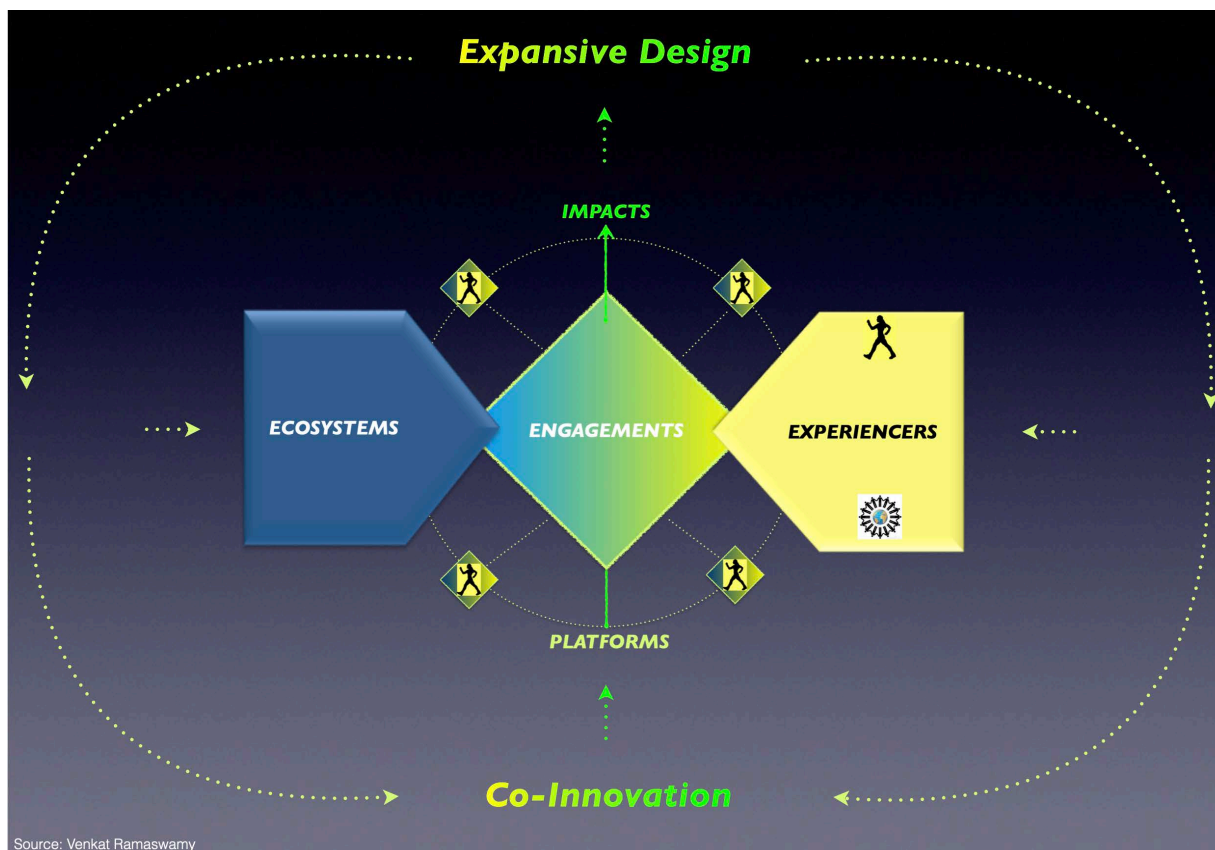 Expansive Design
IMPACTS
ECOSYSTEMS
ENGAGEMENTS
EXPERIENCERS
PLATFORMS
Co-Innovation
Source: Venkat Ramaswamy